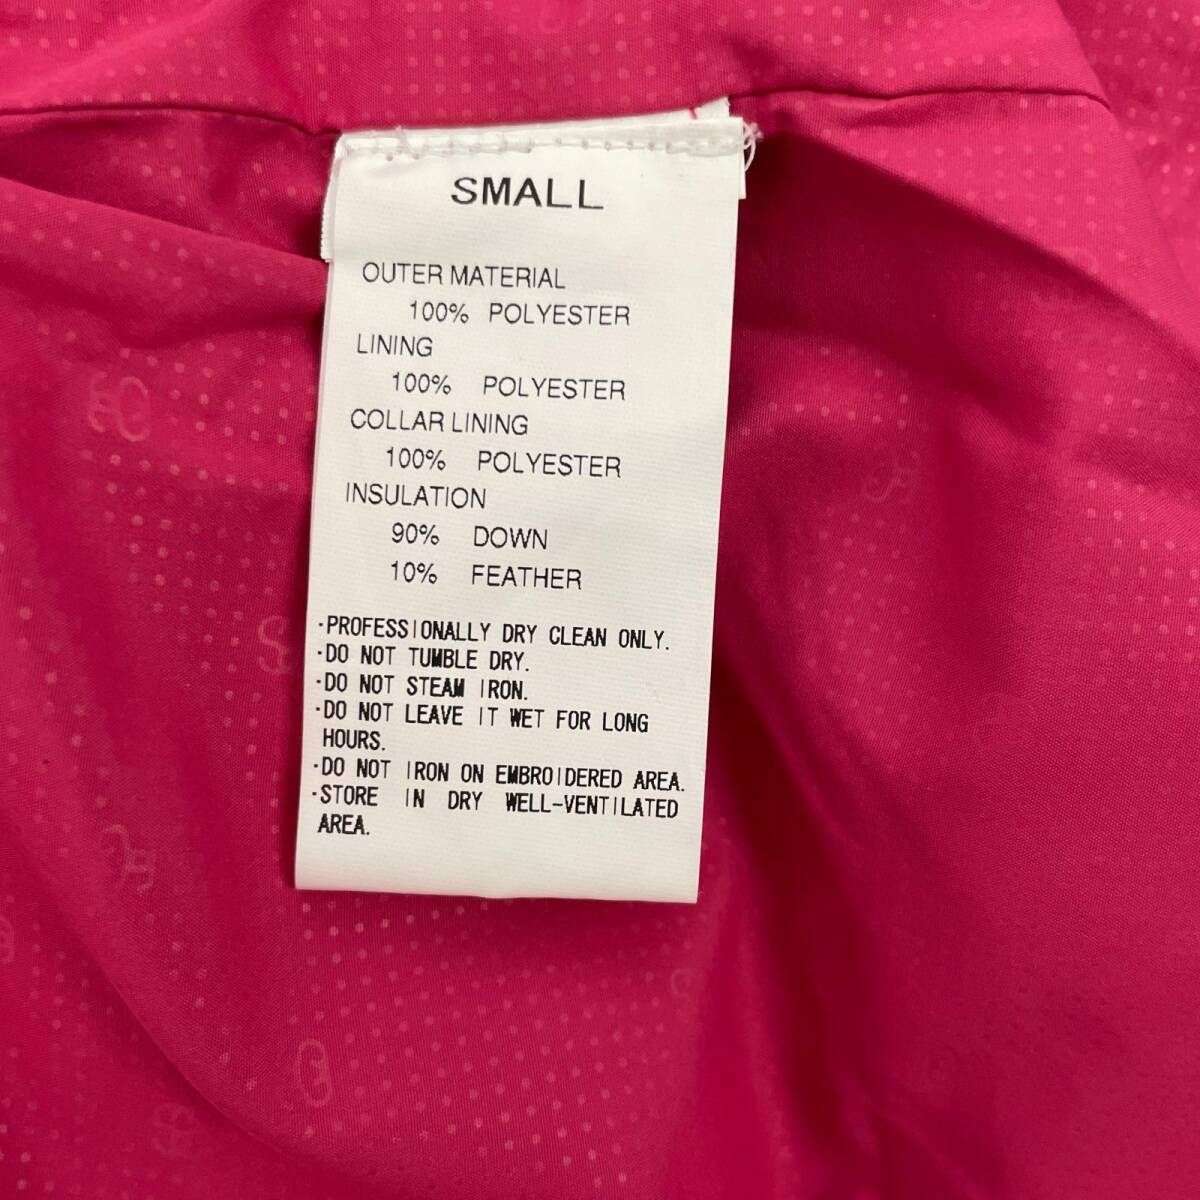 SMALL
OUTER MATERIAL
100% POLYESTER
LINING
100% POLYESTER
COLLAR LINING
100% POLYESTER
INSULATION
90% DOWN
10% FEATHER
·PROFESSIONALLY DRY CLEAN ONLY.
·DO NOT TUMBLE DRY.
·DO NOT STEAM IRON.
·DO NOT LEAVE IT WET FOR LONG
HOURS.
·DO NOT IRON ON EMBROIDERED AREA.
·STORE IN DRY WELL-VENTILATED
AREA.